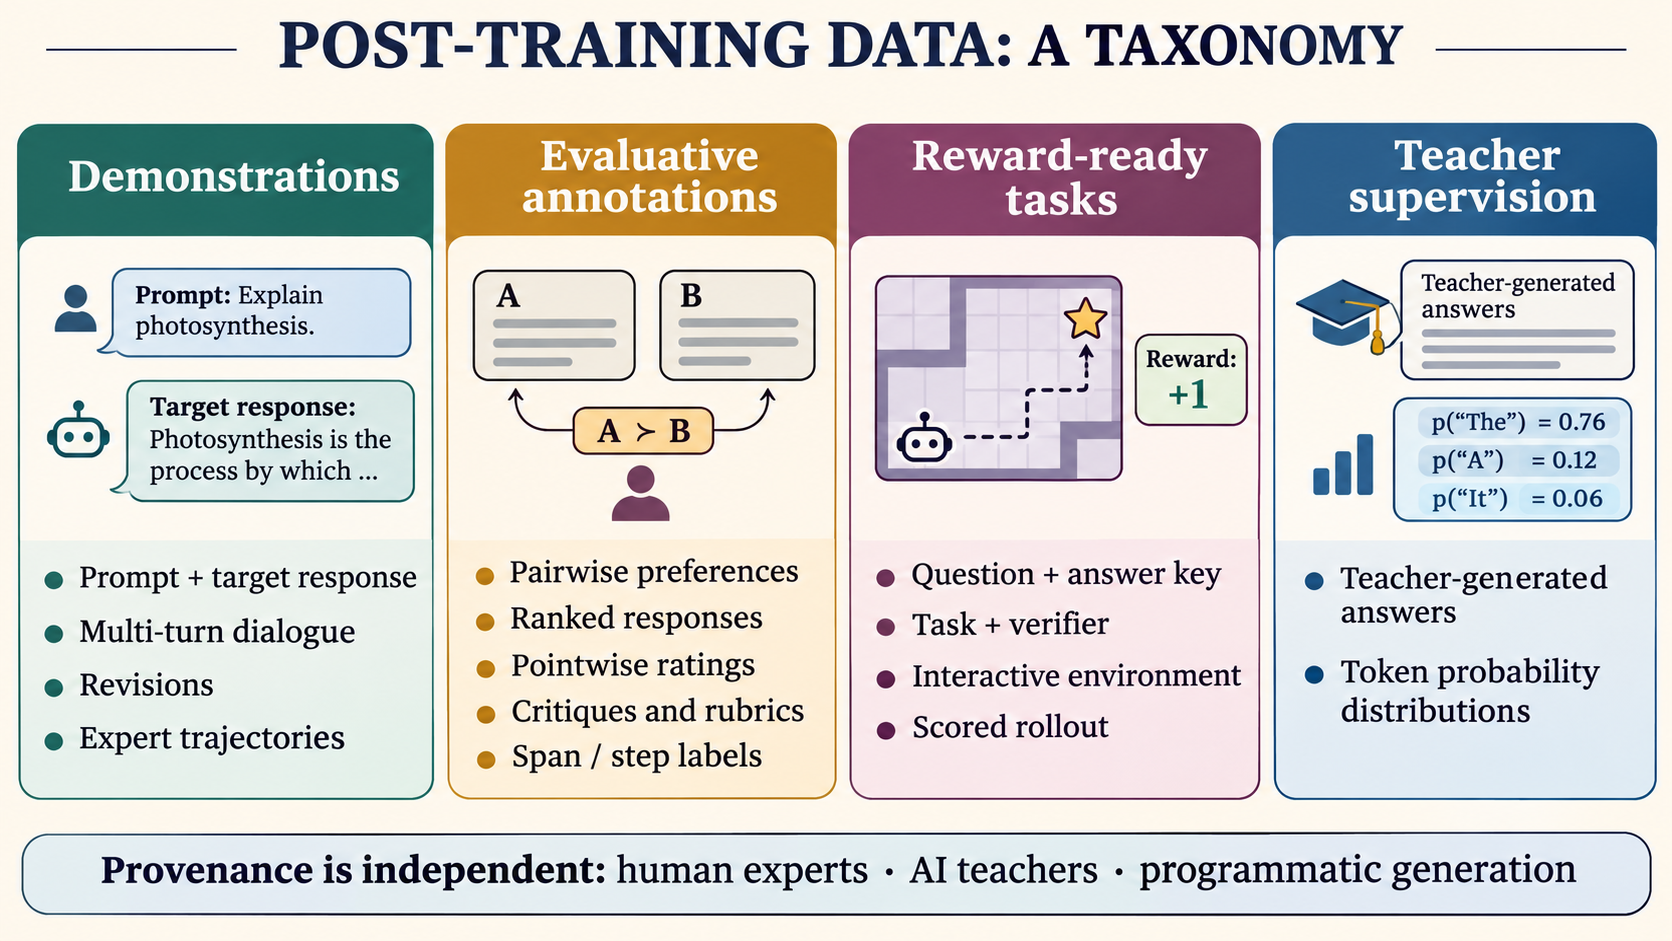 POST-TRAINING DATA: A TAXONOMY
Demonstrations
Prompt: Explain
photosynthesis.
Target response:
Photosynthesis is the
process by which ...
Prompt + target response
Multi-turn dialogue
Revisions
Expert trajectories
Evaluative
annotations
A
B
A ≻ B
Pairwise preferences
Ranked responses
Pointwise ratings
Critiques and rubrics
Span / step labels
Reward-ready
tasks
Reward:
+1
Question + answer key
Task + verifier
Interactive environment
Scored rollout
Teacher
supervision
Teacher-generated
answers
p(“The”) = 0.76
p(“A”) = 0.12
p(“It”) = 0.06
Teacher-generated
answers
Token probability
distributions
Provenance is independent: human experts · AI teachers · programmatic generation